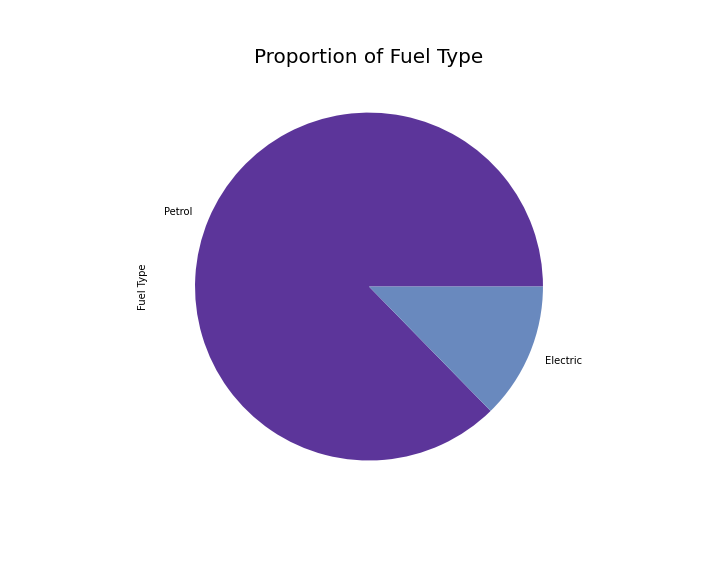 Proportion of Fuel Type
Petrol
Fuel Type
Electric